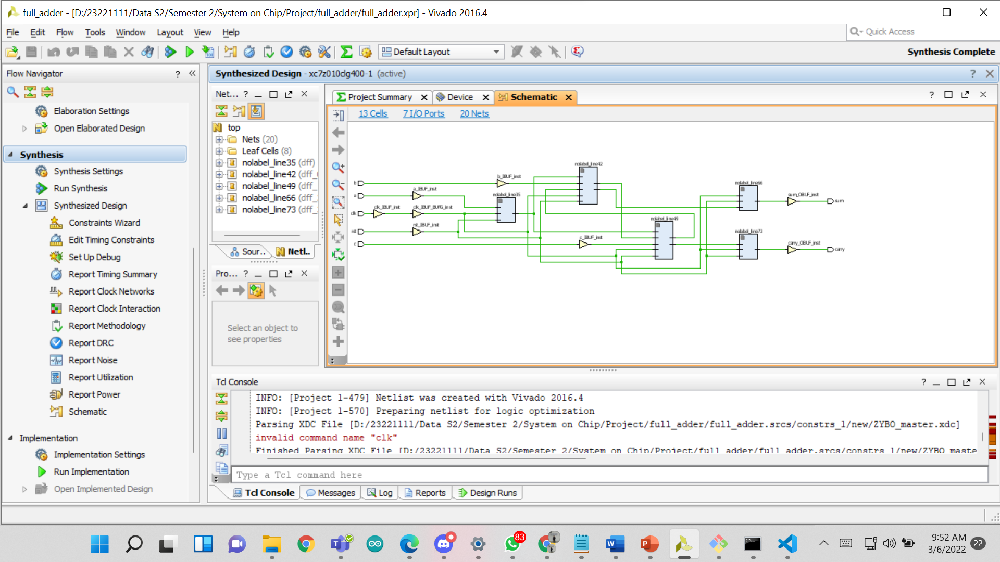 full_adder - [D:/23221111/Data S2/Semester 2/System on Chip/Project/full_adder/full_adder.xpr] - Vivado 2016.4
File Edit Flow Tools Window Layout View Help
Quick Access
Default Layout
Synthesis Complete
Flow Navigator ?
Elaboration Settings
Open Elaborated Design
Synthesis
Synthesis Settings
Run Synthesis
Synthesized Design
Constraints Wizard
Edit Timing Constraints
Set Up Debug
Report Timing Summary
Report Clock Networks
Report Clock Interaction
Report Methodology
Report DRC
Report Noise
Report Utilization
Report Power
Schematic
Implementation
Implementation Settings
Run Implementation
Open Implemented Design
Synthesized Design - xc7z010clg400-1 (active)
Net... ?
top
Nets (20)
Leaf Cells (8)
nolabel_line35 (dff)
nolabel_line42 (dff_
nolabel_line49 (dff_
nolabel_line66 (dff_
nolabel_line73 (dff_
Sour.. Netl..
Pro... ?
Select an object to
see properties
Project Summary Device Schematic
13 Cells 7 I/O Ports 20 Nets
nolabel_line42
b_IBUF_inst
b
nolabel_line66
a_IBUF_inst
a
nolabel_line35
sum_OBUF_inst
sum
clk_IBUF_inst clk_IBUF_BUFG_inst
clk
nolabel_line49
rst_IBUF_inst
rst
nolabel_line73
c_IBUF_inst
c
carry_OBUF_inst
carry
Tcl Console
INFO: [Project 1-479] Netlist was created with Vivado 2016.4
INFO: [Project 1-570] Preparing netlist for logic optimization
Parsing XDC File [D:/23221111/Data S2/Semester 2/System on Chip/Project/full_adder/full_adder.srcs/constrs_1/new/ZYBO_master.xdc]
invalid command name "clk"
Finished Parsing XDC File [D:/23221111/Data S2/Semester 2/System on Chip/Project/full_adder/full_adder.srcs/constrs_1/new/ZYBO_maste
Type a Tcl command here
Tcl Console Messages Log Reports Design Runs
83
9:52 AM
3/6/2022
22